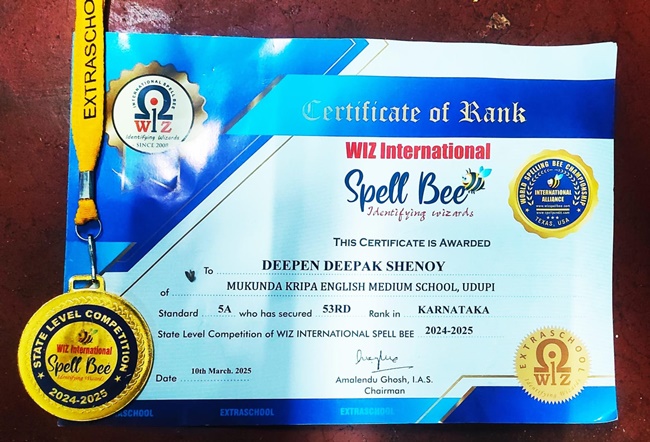 EXTRASCHOOL
INTERNATIONAL SPELL BEE
WIZ
Identifying Wizards
SINCE 2005
Certificate of Rank
WIZ International
Spell Bee
Identifying wizards
WORLD SPELLING BEE CHAMPIONSHIP
INTERNATIONAL
ALLIANCE
TEXAS, USA
THIS CERTIFICATE IS AWARDED
To DEEPEN DEEPAK SHENOY
of MUKUNDA KRIPA ENGLISH MEDIUM SCHOOL, UDUPI
Standard 5A who has secured 53RD Rank in KARNATAKA
State Level Competition of WIZ INTERNATIONAL SPELL BEE 2024-2025
Date 10th March. 2025
Amalendu Ghosh, I.A.S.
Chairman
EXTRASCHOOL
WIZ
STATE LEVEL COMPETITION
WIZ International
Spell Bee
Identifying Wizards
2024-2025
EXTRASCHOOL
EXTRASCHOOL
EXTRASCHOOL